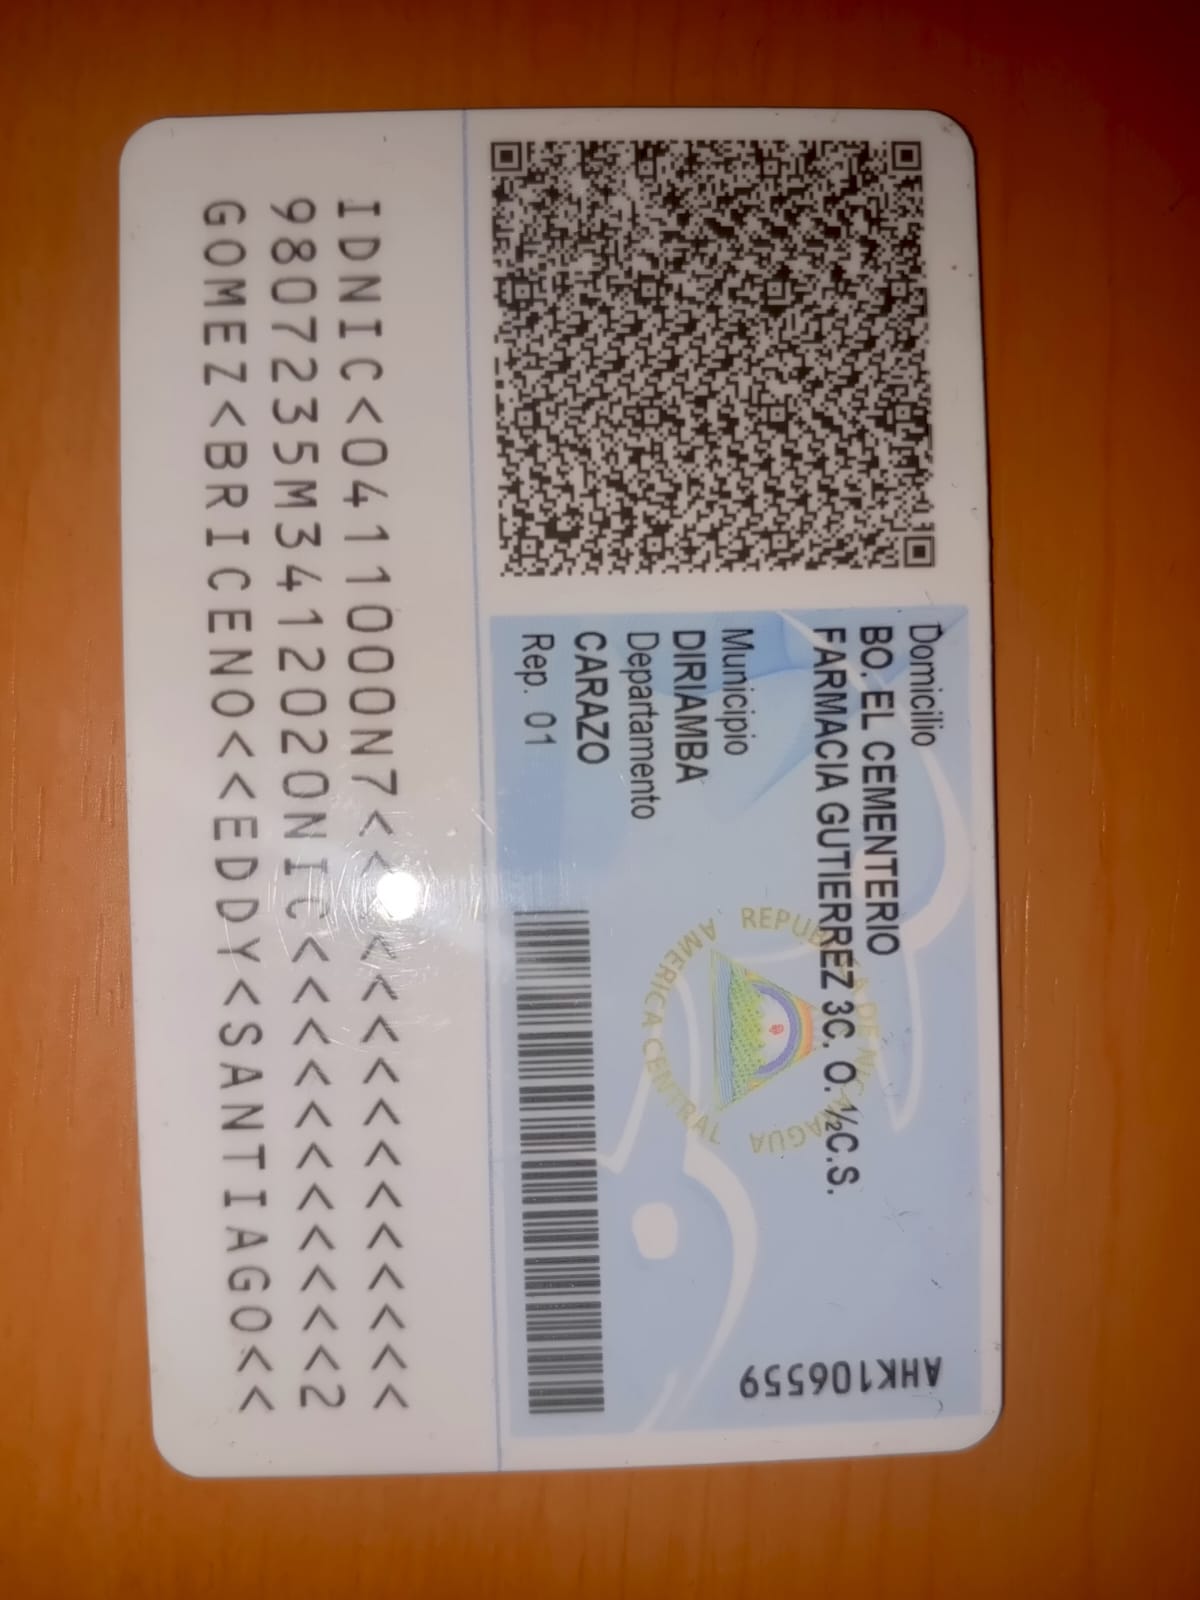 Domicilio
BO. EL CEMENTERIO
FARMACIA GUTIERREZ 3C. O. ½C.S.
Municipio
DIRIAMBA
Departamento
CARAZO
Rep. 01
AHK106559
REPUBLICA DE NICARAGUA
AMERICA CENTRAL
IDNIC<0411000N7<<<<<<<<<<<<<<<
9807235M3412020NIC<<<<<<<<<<<2
GOMEZ<BRICENO<<EDDY<SANTIAGO<<